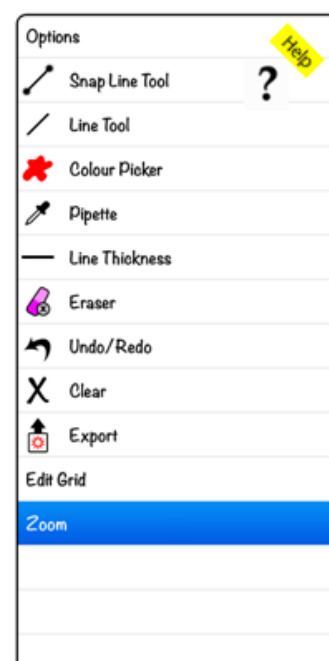 Options
Help
Snap Line Tool
?
Line Tool
Colour Picker
Pipette
Line Thickness
Eraser
Undo/Redo
Clear
Export
Edit Grid
Zoom